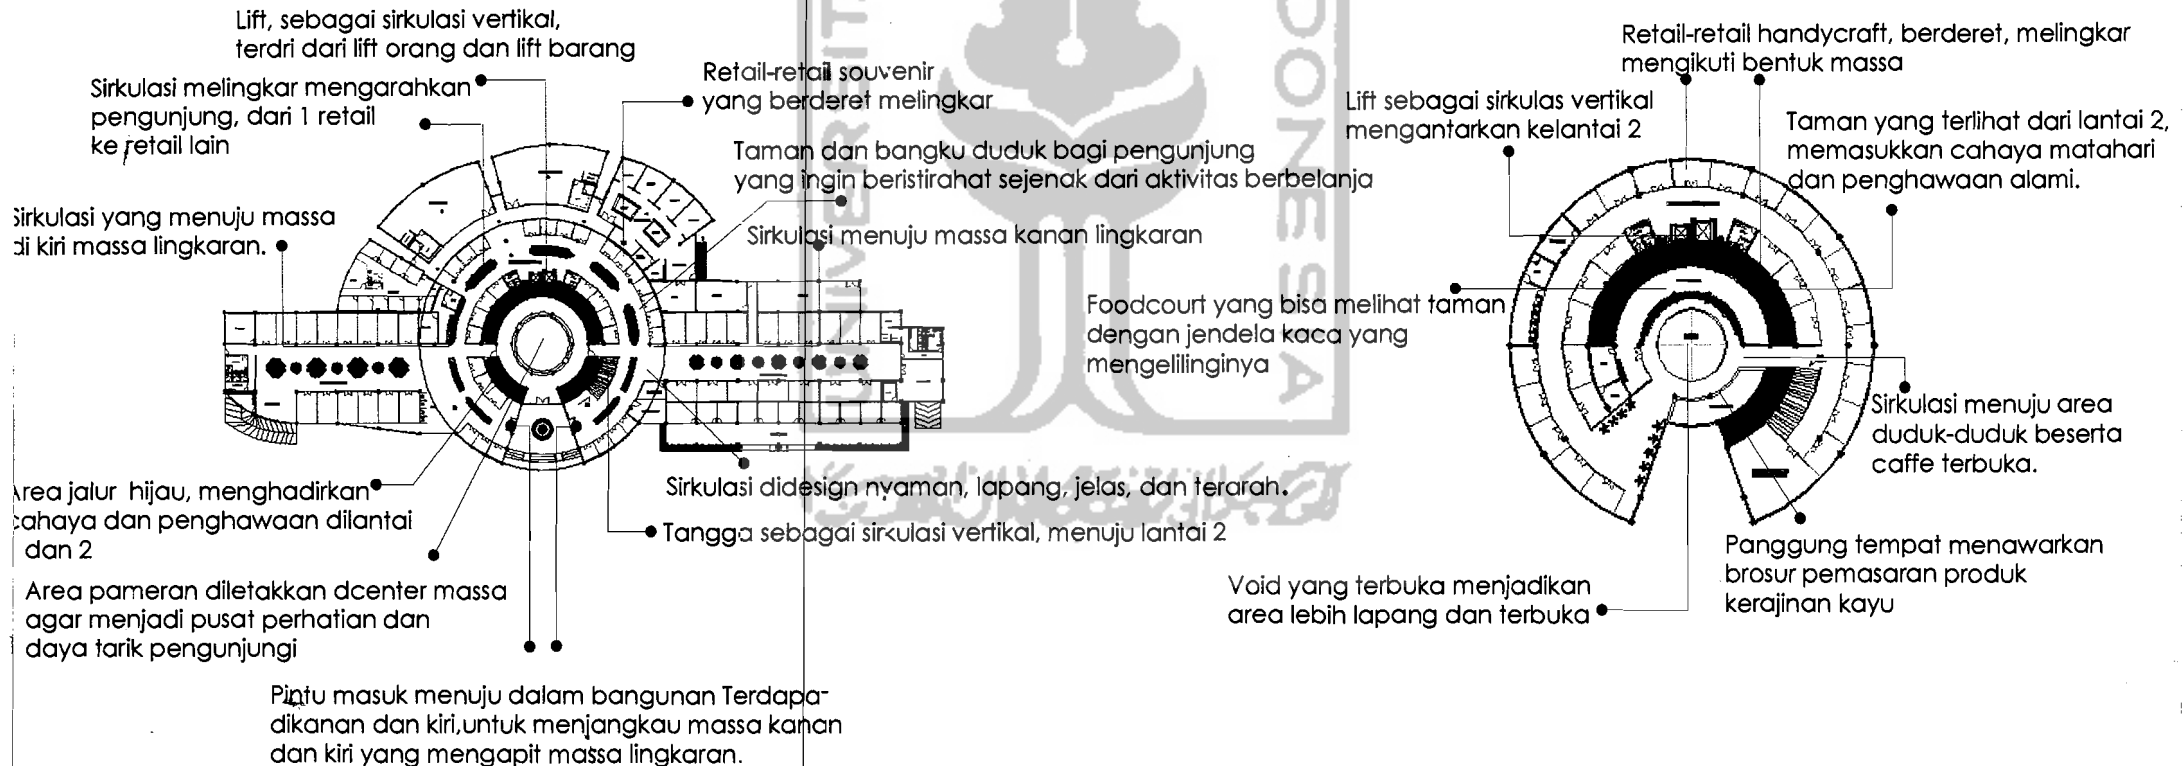 Lift, sebagai sirkulasi vertikal,
terdri dari lift orang dan lift barang
Sirkulasi melingkar mengarahkan
pengunjung, dari 1 retail
ke retail lain
Retail-retail souvenir
yang berderet melingkar
Taman dan bangku duduk bagi pengunjung
yang ingin beristirahat sejenak dari aktivitas berbelanja
Sirkulasi yang menuju massa
di kiri massa lingkaran.
Sirkulasi menuju massa kanan lingkaran
Area jalur hijau, menghadirkan
cahaya dan penghawaan dilantai
dan 2
Sirkulasi didesign nyaman, lapang, jelas, dan terarah.
Tangga sebagai sirkulasi vertikal, menuju lantai 2
Area pameran diletakkan dcenter massa
agar menjadi pusat perhatian dan
daya tarik pengunjungi
Pintu masuk menuju dalam bangunan Terdapa-
dikanan dan kiri,untuk menjangkau massa kanan
dan kiri yang mengapit massa lingkaran.
Retail-retail handycraft, berderet, melingkar
mengikuti bentuk massa
Lift sebagai sirkulas vertikal
mengantarkan kelantai 2
Taman yang terlihat dari lantai 2,
memasukkan cahaya matahari
dan penghawaan alami.
Foodcourt yang bisa melihat taman
dengan jendela kaca yang
mengelilinginya
Sirkulasi menuju area
duduk-duduk beserta
caffe terbuka.
Panggung tempat menawarkan
brosur pemasaran produk
kerajinan kayu
Void yang terbuka menjadikan
area lebih lapang dan terbuka
UNIVERSITA
DONESIA